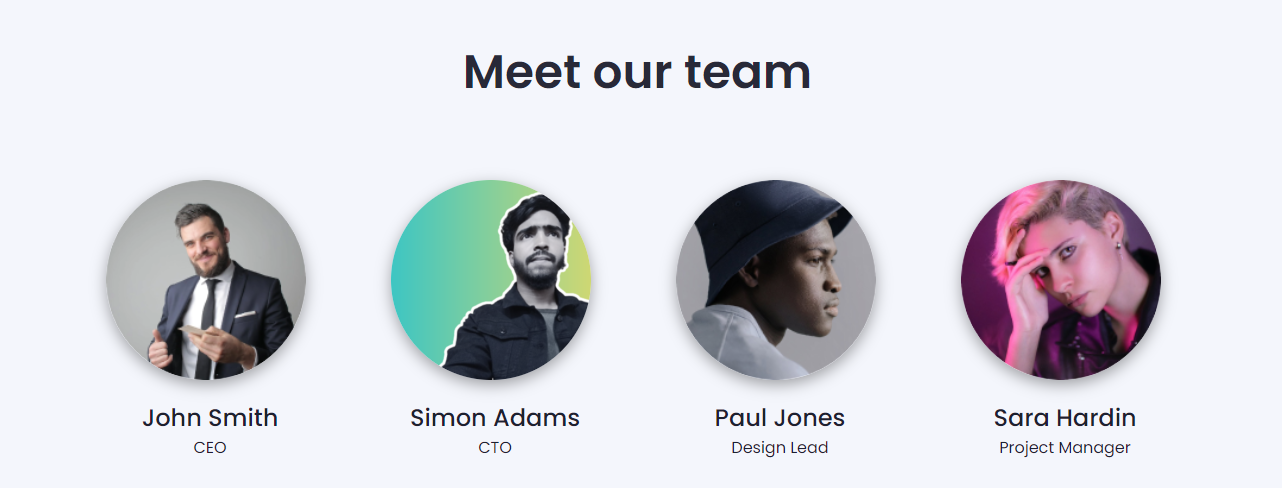 Meet our team
John Smith
Simon Adams
Paul Jones
Sara Hardin
CEO
CTO
Design Lead
Project Manager